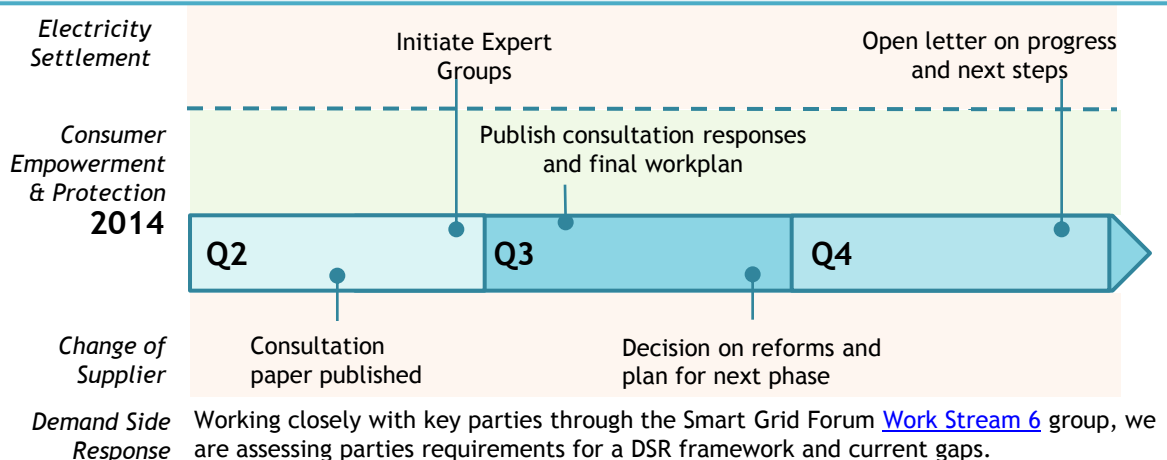 Electricity
Settlement
Initiate Expert
Groups
Open letter on progress
and next steps
Consumer
Empowerment
& Protection
Publish consultation responses
and final workplan
2014
Q2
Q3
Q4
Change of
Supplier
Consultation
paper published
Decision on reforms and
plan for next phase
Demand Side
Response
Working closely with key parties through the Smart Grid Forum Work Stream 6 group, we
are assessing parties requirements for a DSR framework and current gaps.